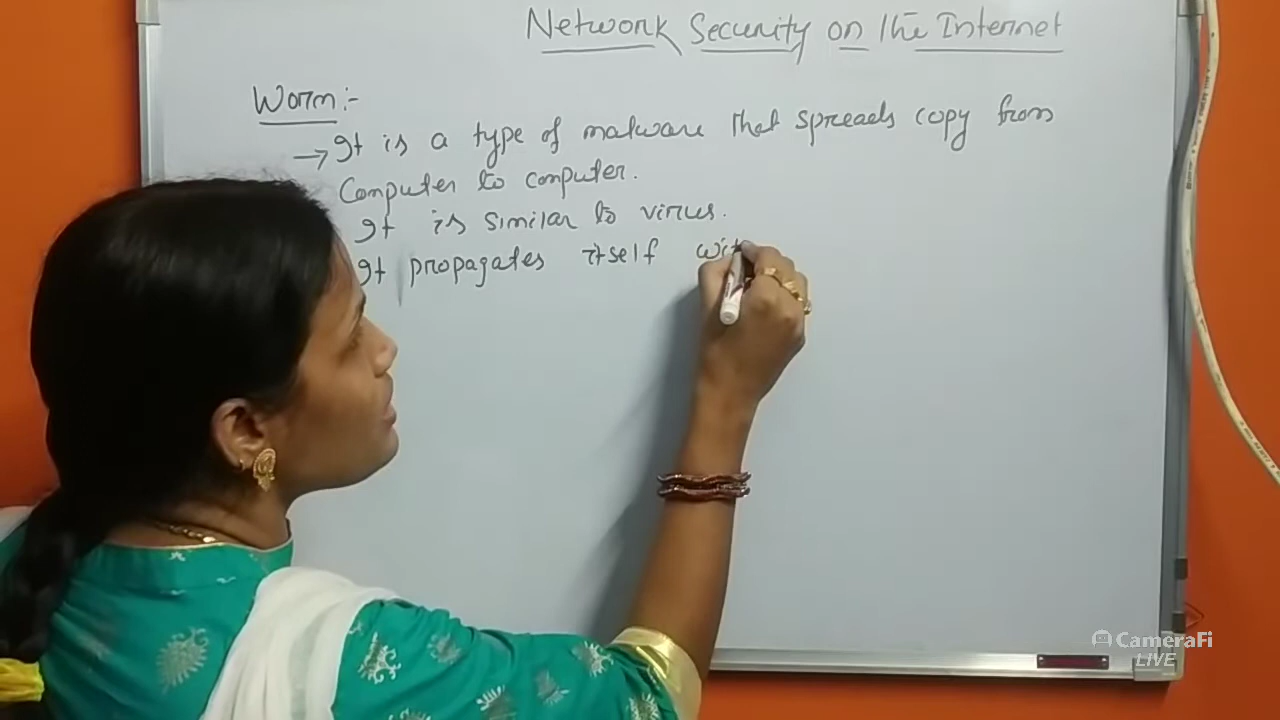 Network Security on the Internet
Worm:-
→ It is a type of malware that spreads copy from
Computer to computer.
It is similar to virus.
It propagates itself wit
CameraFi
LIVE